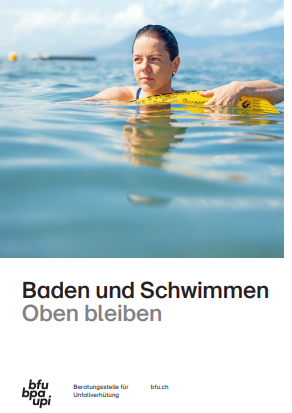 Baden und Schwimmen
Oben bleiben
bfu
bpa
upi
Beratungsstelle für
Unfallverhütung
bfu.ch